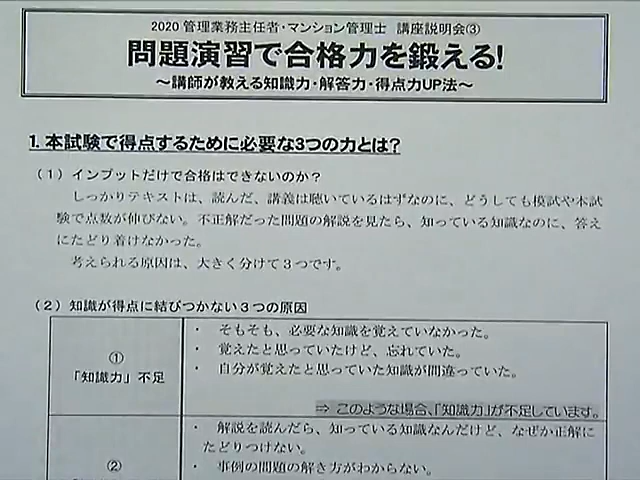 2020 管理業務主任者・マンション管理士 講座説明会③
問題演習で合格力を鍛える!
～講師が教える知識力・解答力・得点力UP法～
1. 本試験で得点するために必要な3つの力とは?
（1）インプットだけで合格はできないのか？
しっかりテキストは、読んだ、講義は聴いているはずなのに、どうしても模試や本試
験で点数が伸びない。不正解だった問題の解説を見たら、知っている知識なのに、答え
にたどり着けなかった。
考えられる原因は、大きく分けて３つです。
（2）知識が得点に結びつかない３つの原因
①
「知識力」不足
・ そもそも、必要な知識を覚えていなかった。
・ 覚えたと思っていたけど、忘れていた。
・ 自分が覚えたと思っていた知識が間違っていた。
⇒ このような場合、「知識力」が不足しています。
②
・ 解説を読んだら、知っている知識なんだけど、なぜか正解に
たどりつけない。
・ 事例の問題の解き方がわからない。